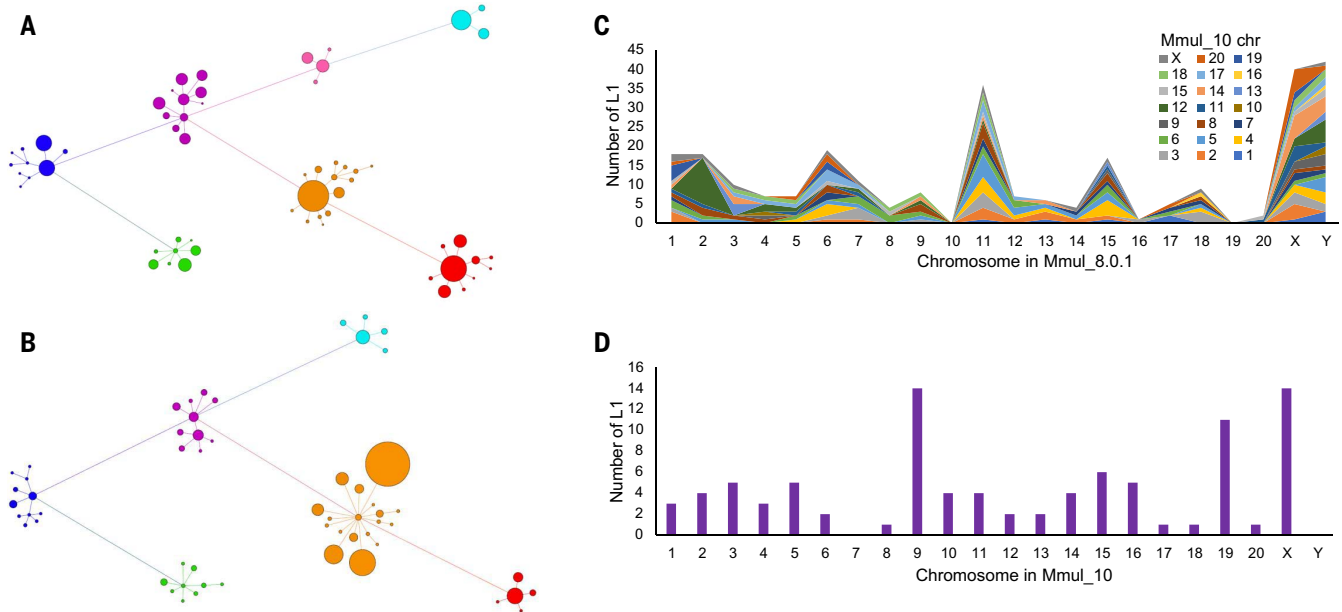 A
B
C
Mmul_10 chr
X 20 19
18 17 16
15 14 13
12 11 10
9 8 7
6 5 4
3 2 1
Number of L1
45
40
35
30
25
20
15
10
5
0
1 2 3 4 5 6 7 8 9 10 11 12 13 14 15 16 17 18 19 20 X Y
Chromosome in Mmul_8.0.1
D
Number of L1
16
14
12
10
8
6
4
2
0
1 2 3 4 5 6 7 8 9 10 11 12 13 14 15 16 17 18 19 20 X Y
Chromosome in Mmul_10